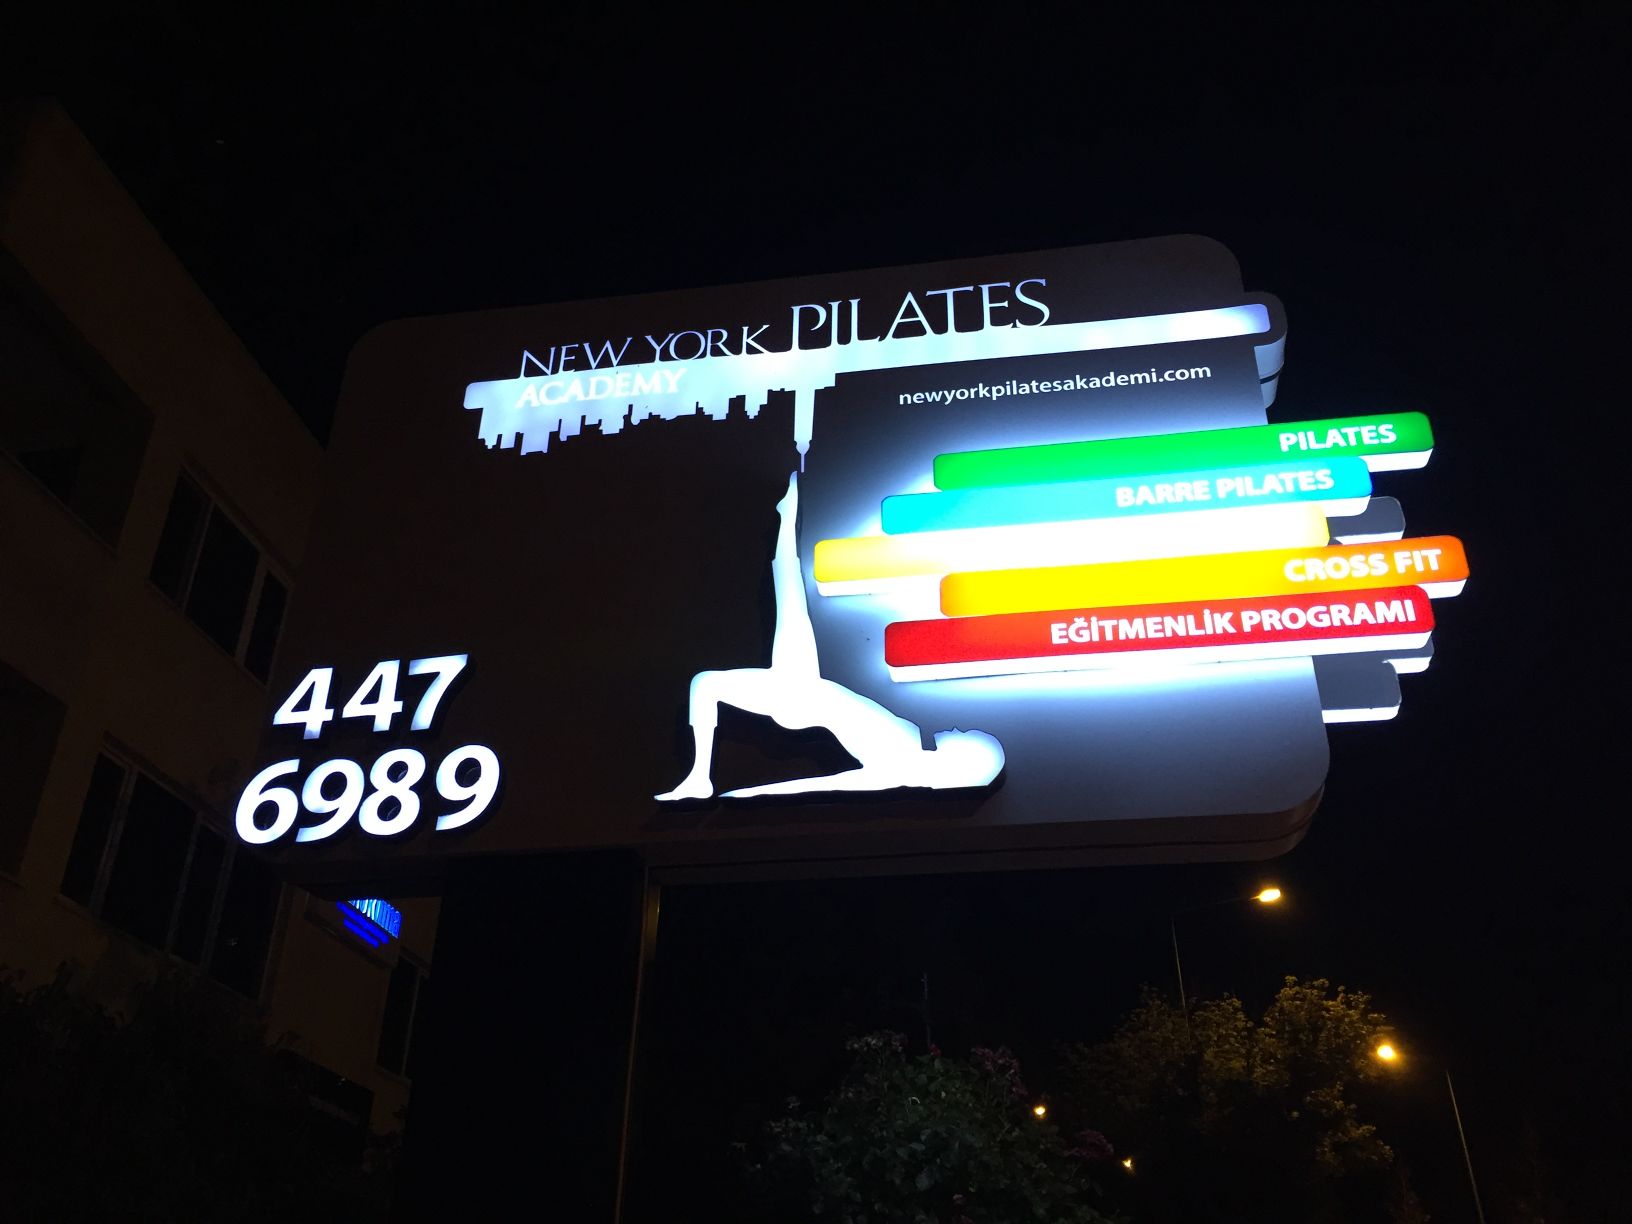 NEW YORK PILATES
ACADEMY
newyorkpilatesakademi.com
PILATES
BARRE PILATES
CROSS FIT
EĞİTMENLİK PROGRAMI
447
6989